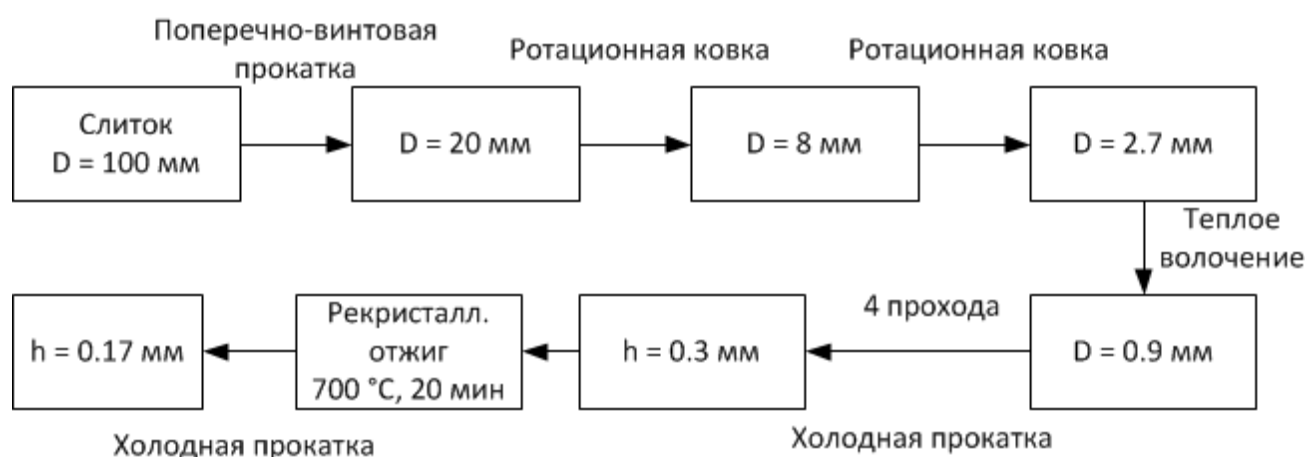 Поперечно-винтовая
прокатка
Ротационная ковка
Ротационная ковка
Слиток
D = 100 мм
D = 20 мм
D = 8 мм
D = 2.7 мм
Теплое
волочение
D = 0.9 мм
4 прохода
Холодная прокатка
h = 0.3 мм
Рекристалл.
отжиг
700 °C, 20 мин
h = 0.17 мм
Холодная прокатка